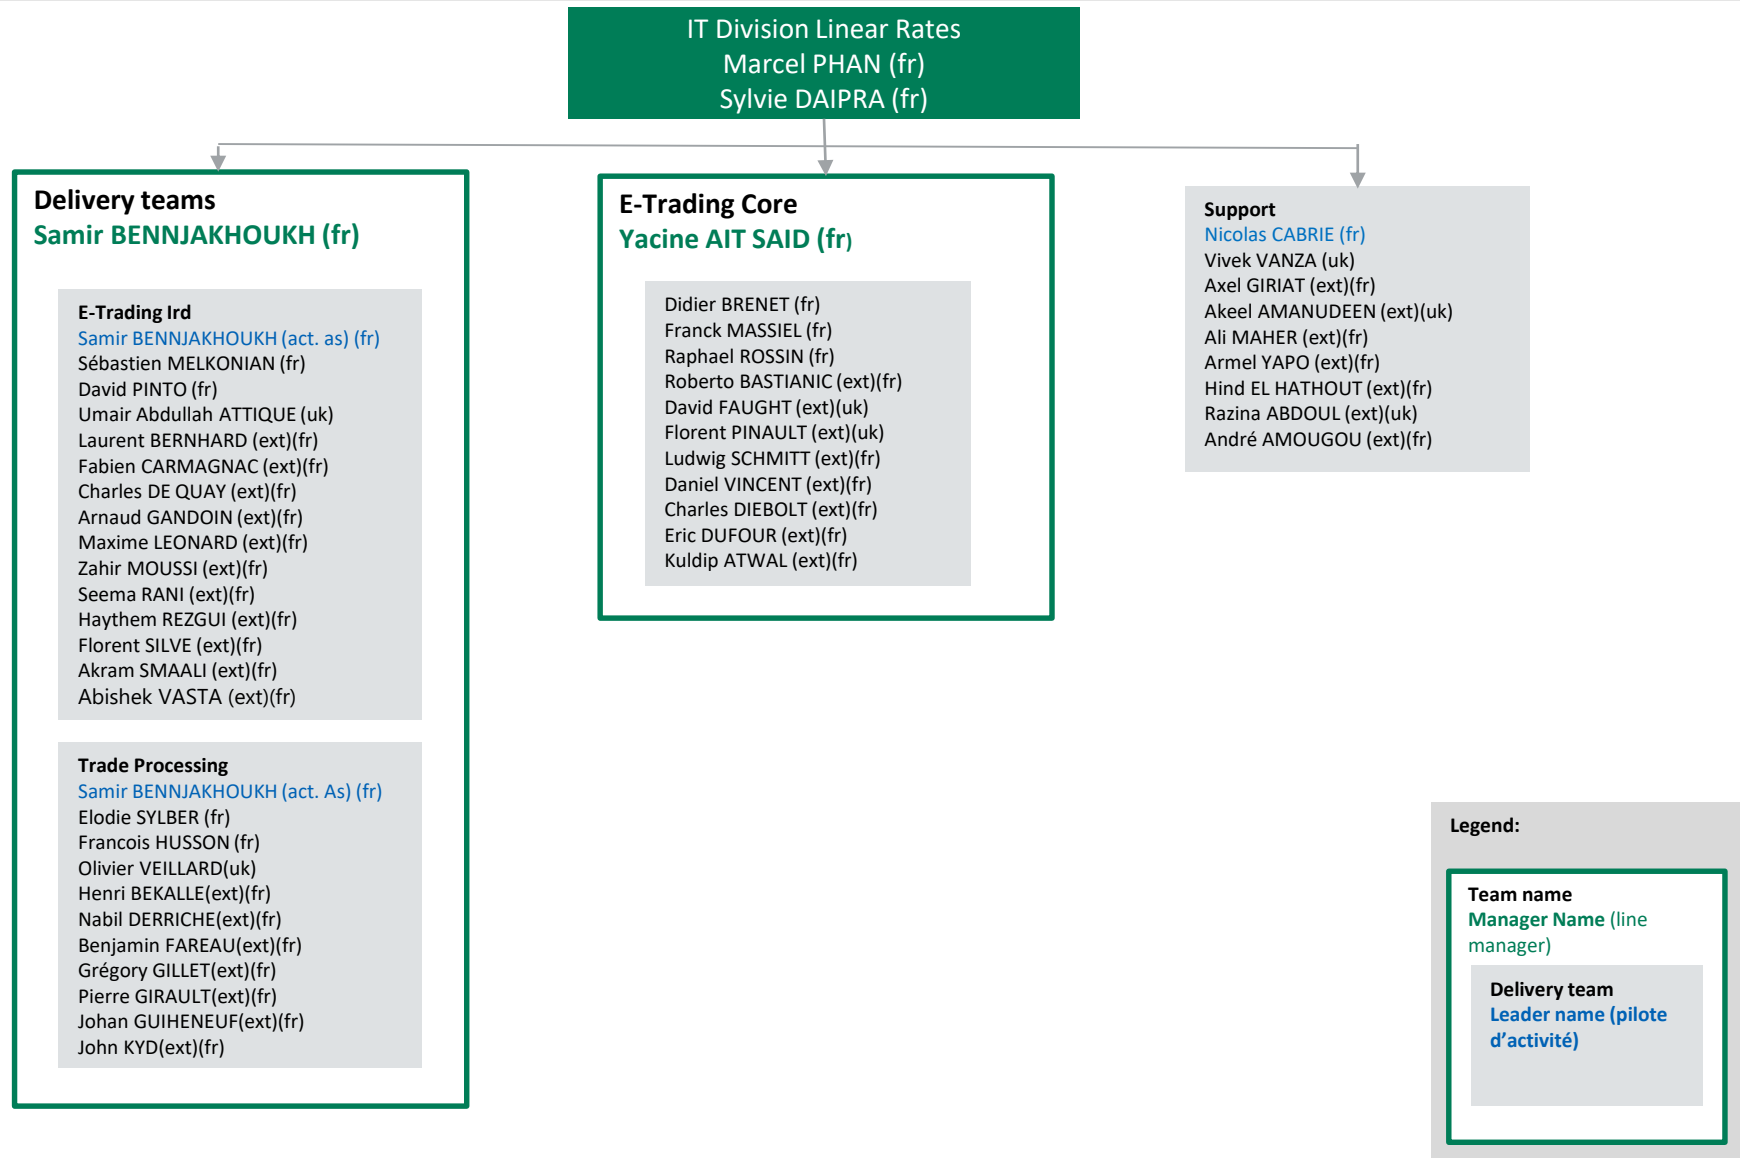 IT Division Linear Rates
Marcel PHAN (fr)
Sylvie DAIPRA (fr)
Delivery teams
Samir BENNJAKHOUKH (fr)
E-Trading Ird
Samir BENNJAKHOUKH (act. as) (fr)
Sébastien MELKONIAN (fr)
David PINTO (fr)
Umair Abdullah ATTIQUE (uk)
Laurent BERNHARD (ext)(fr)
Fabien CARMAGNAC (ext)(fr)
Charles DE QUAY (ext)(fr)
Arnaud GANDOIN (ext)(fr)
Maxime LEONARD (ext)(fr)
Zahir MOUSSI (ext)(fr)
Seema RANI (ext)(fr)
Haythem REZGUI (ext)(fr)
Florent SILVE (ext)(fr)
Akram SMAALI (ext)(fr)
Abishek VASTA (ext)(fr)
Trade Processing
Samir BENNJAKHOUKH (act. As) (fr)
Elodie SYLBER (fr)
Francois HUSSON (fr)
Olivier VEILLARD(uk)
Henri BEKALLE(ext)(fr)
Nabil DERRICHE(ext)(fr)
Benjamin FAREAU(ext)(fr)
Grégory GILLET(ext)(fr)
Pierre GIRAULT(ext)(fr)
Johan GUIHENEUF(ext)(fr)
John KYD(ext)(fr)
E-Trading Core
Yacine AIT SAID (fr)
Didier BRENET (fr)
Franck MASSIEL (fr)
Raphael ROSSIN (fr)
Roberto BASTIANIC (ext)(fr)
David FAUGHT (ext)(uk)
Florent PINAULT (ext)(uk)
Ludwig SCHMITT (ext)(fr)
Daniel VINCENT (ext)(fr)
Charles DIEBOLT (ext)(fr)
Eric DUFOUR (ext)(fr)
Kuldip ATWAL (ext)(fr)
Support
Nicolas CABRIE (fr)
Vivek VANZA (uk)
Axel GIRIAT (ext)(fr)
Akeel AMANUDEEN (ext)(uk)
Ali MAHER (ext)(fr)
Armel YAPO (ext)(fr)
Hind EL HATHOUT (ext)(fr)
Razina ABDOUL (ext)(uk)
André AMOUGOU (ext)(fr)
Legend:
Team name
Manager Name (line
manager)
Delivery team
Leader name (pilote
d’activité)